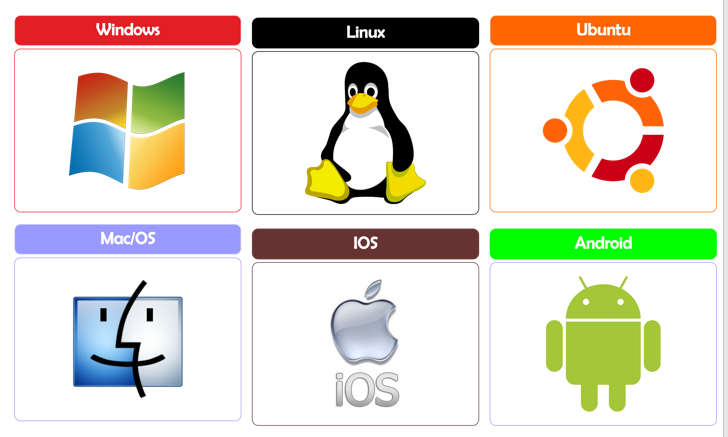 Windows
Linux
Ubuntu
Mac/OS
IOS
Android
iOS